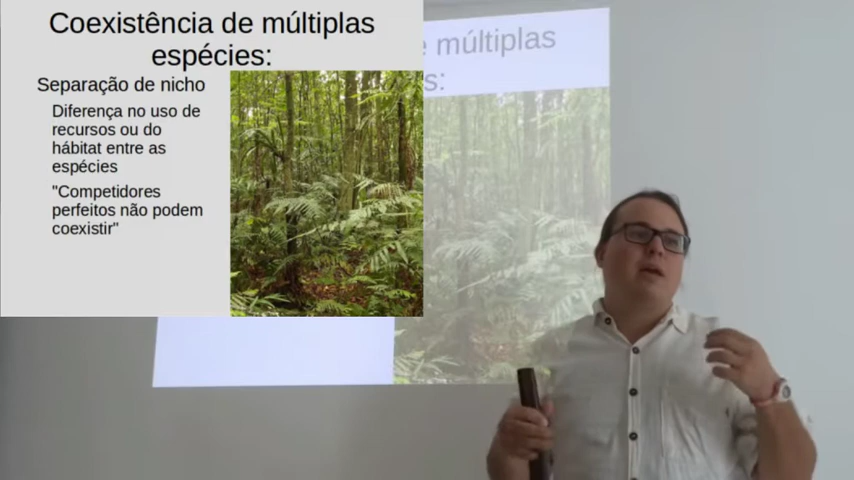 Coexistência de múltiplas
espécies:
Separação de nicho
Diferença no uso de
recursos ou do
hábitat entre as
espécies
"Competidores
perfeitos não podem
coexistir"
e múltiplas
s: